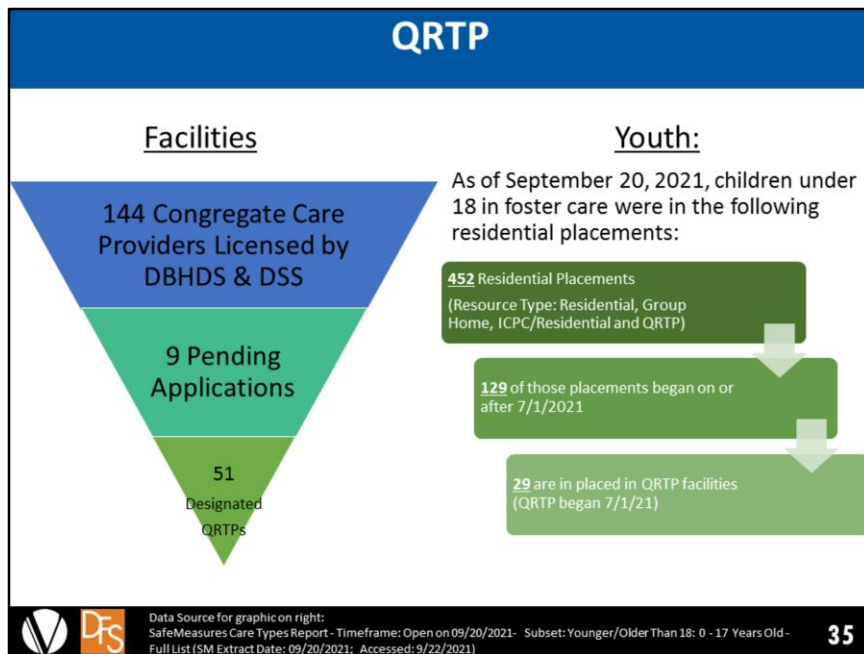 QRTP
Facilities
144 Congregate Care
Providers Licensed by
DBHDS & DSS
9 Pending
Applications
51
Designated
QRTPs
Youth:
As of September 20, 2021, children under
18 in foster care were in the following
residential placements:
452 Residential Placements
(Resource Type: Residential, Group
Home, ICPC/Residential and QRTP)
129 of those placements began on or
after 7/1/2021
29 are in placed in QRTP facilities
(QRTP began 7/1/21)
V
DFS
Data Source for graphic on right:
SafeMeasures Care Types Report - Timeframe: Open on 09/20/2021- Subset: Younger/Older Than 18: 0 - 17 Years Old -
Full List (SM Extract Date: 09/20/2021; Accessed: 9/22/2021)
35